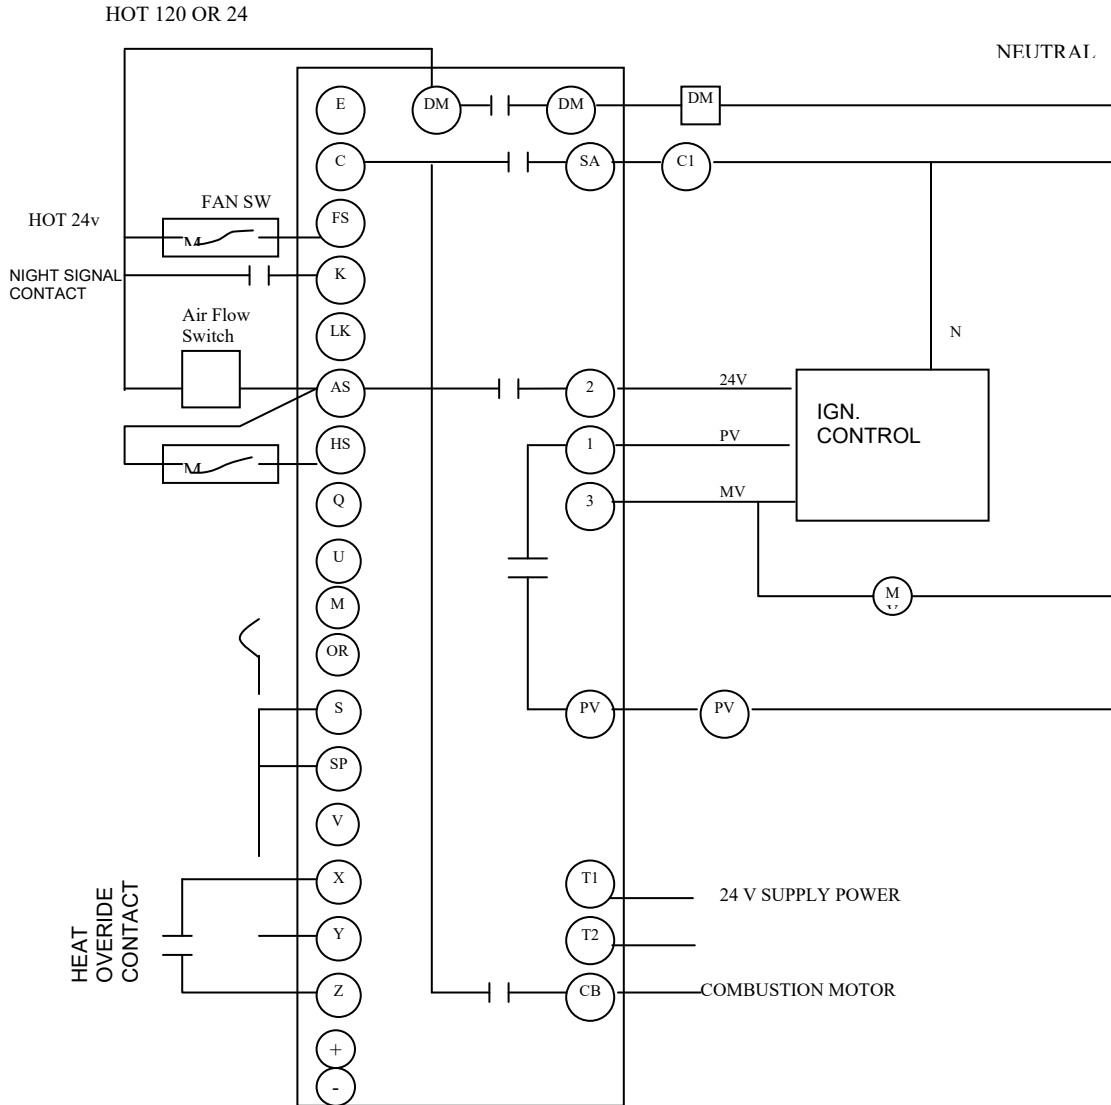 HOT 120 OR 24
NEUTRAL
E
DM
DM
DM
C
SA
C1
FAN SW
HOT 24v
FS
M
NIGHT SIGNAL
CONTACT
K
Air Flow
Switch
LK
N
AS
2
24V
IGN.
CONTROL
HS
1
PV
M
Q
3
MV
U
M
M
V
OR
S
PV
PV
SP
V
HEAT
OVERIDE
CONTACT
X
T1
24 V SUPPLY POWER
Y
T2
Z
CB
COMBUSTION MOTOR
+
-